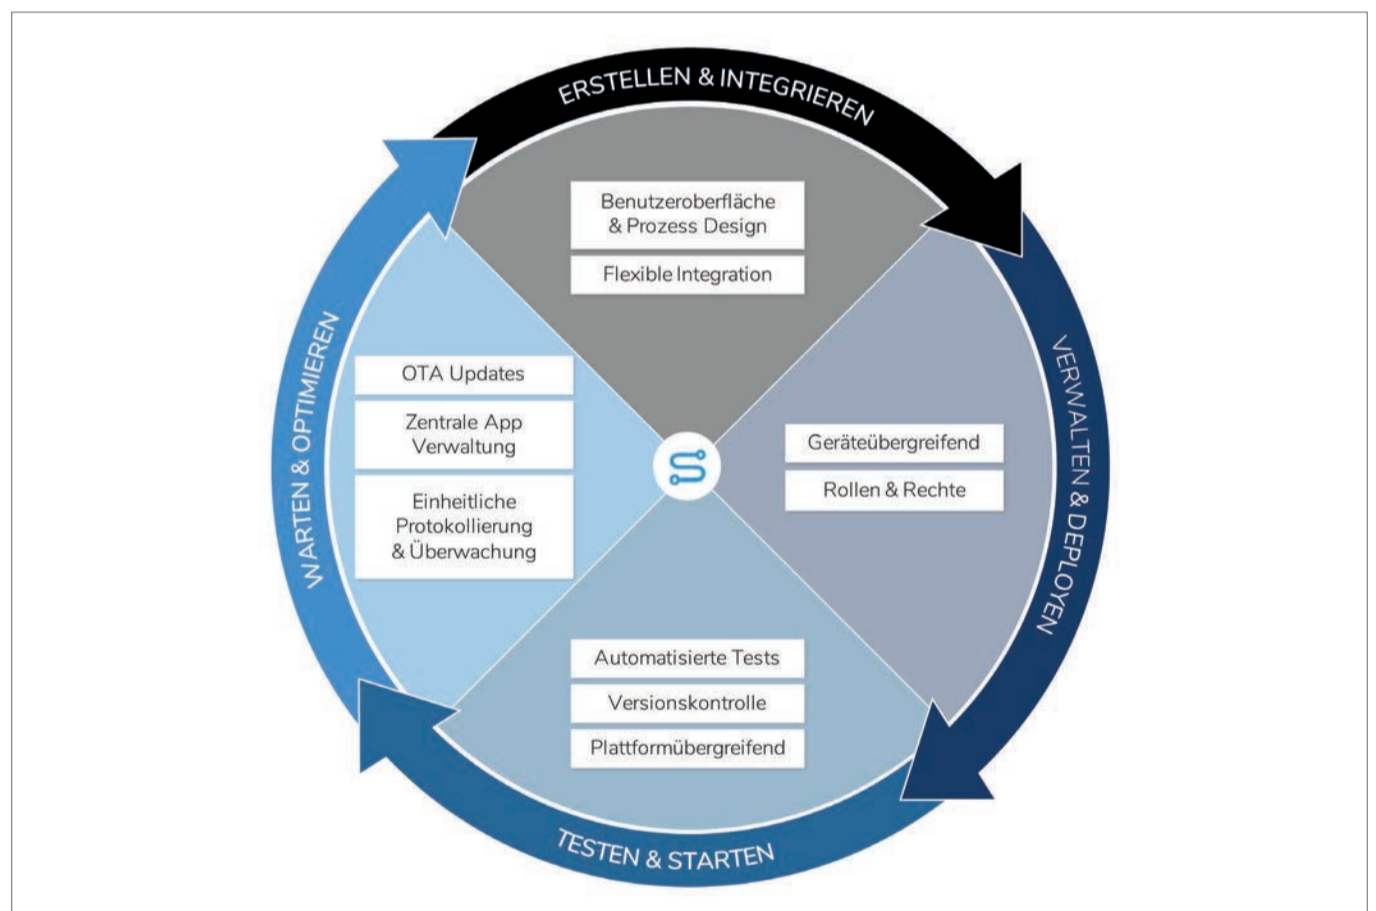 ERSTELLEN & INTEGRIEREN
Benutzeroberfläche
& Prozess Design
Flexible Integration
VERWALTEN & DEPLOYEN
Geräteübergreifend
Rollen & Rechte
TESTEN & STARTEN
Automatisierte Tests
Versionskontrolle
Plattformübergreifend
WARTEN & OPTIMIEREN
OTA Updates
Zentrale App
Verwaltung
Einheitliche
Protokollierung
& Überwachung